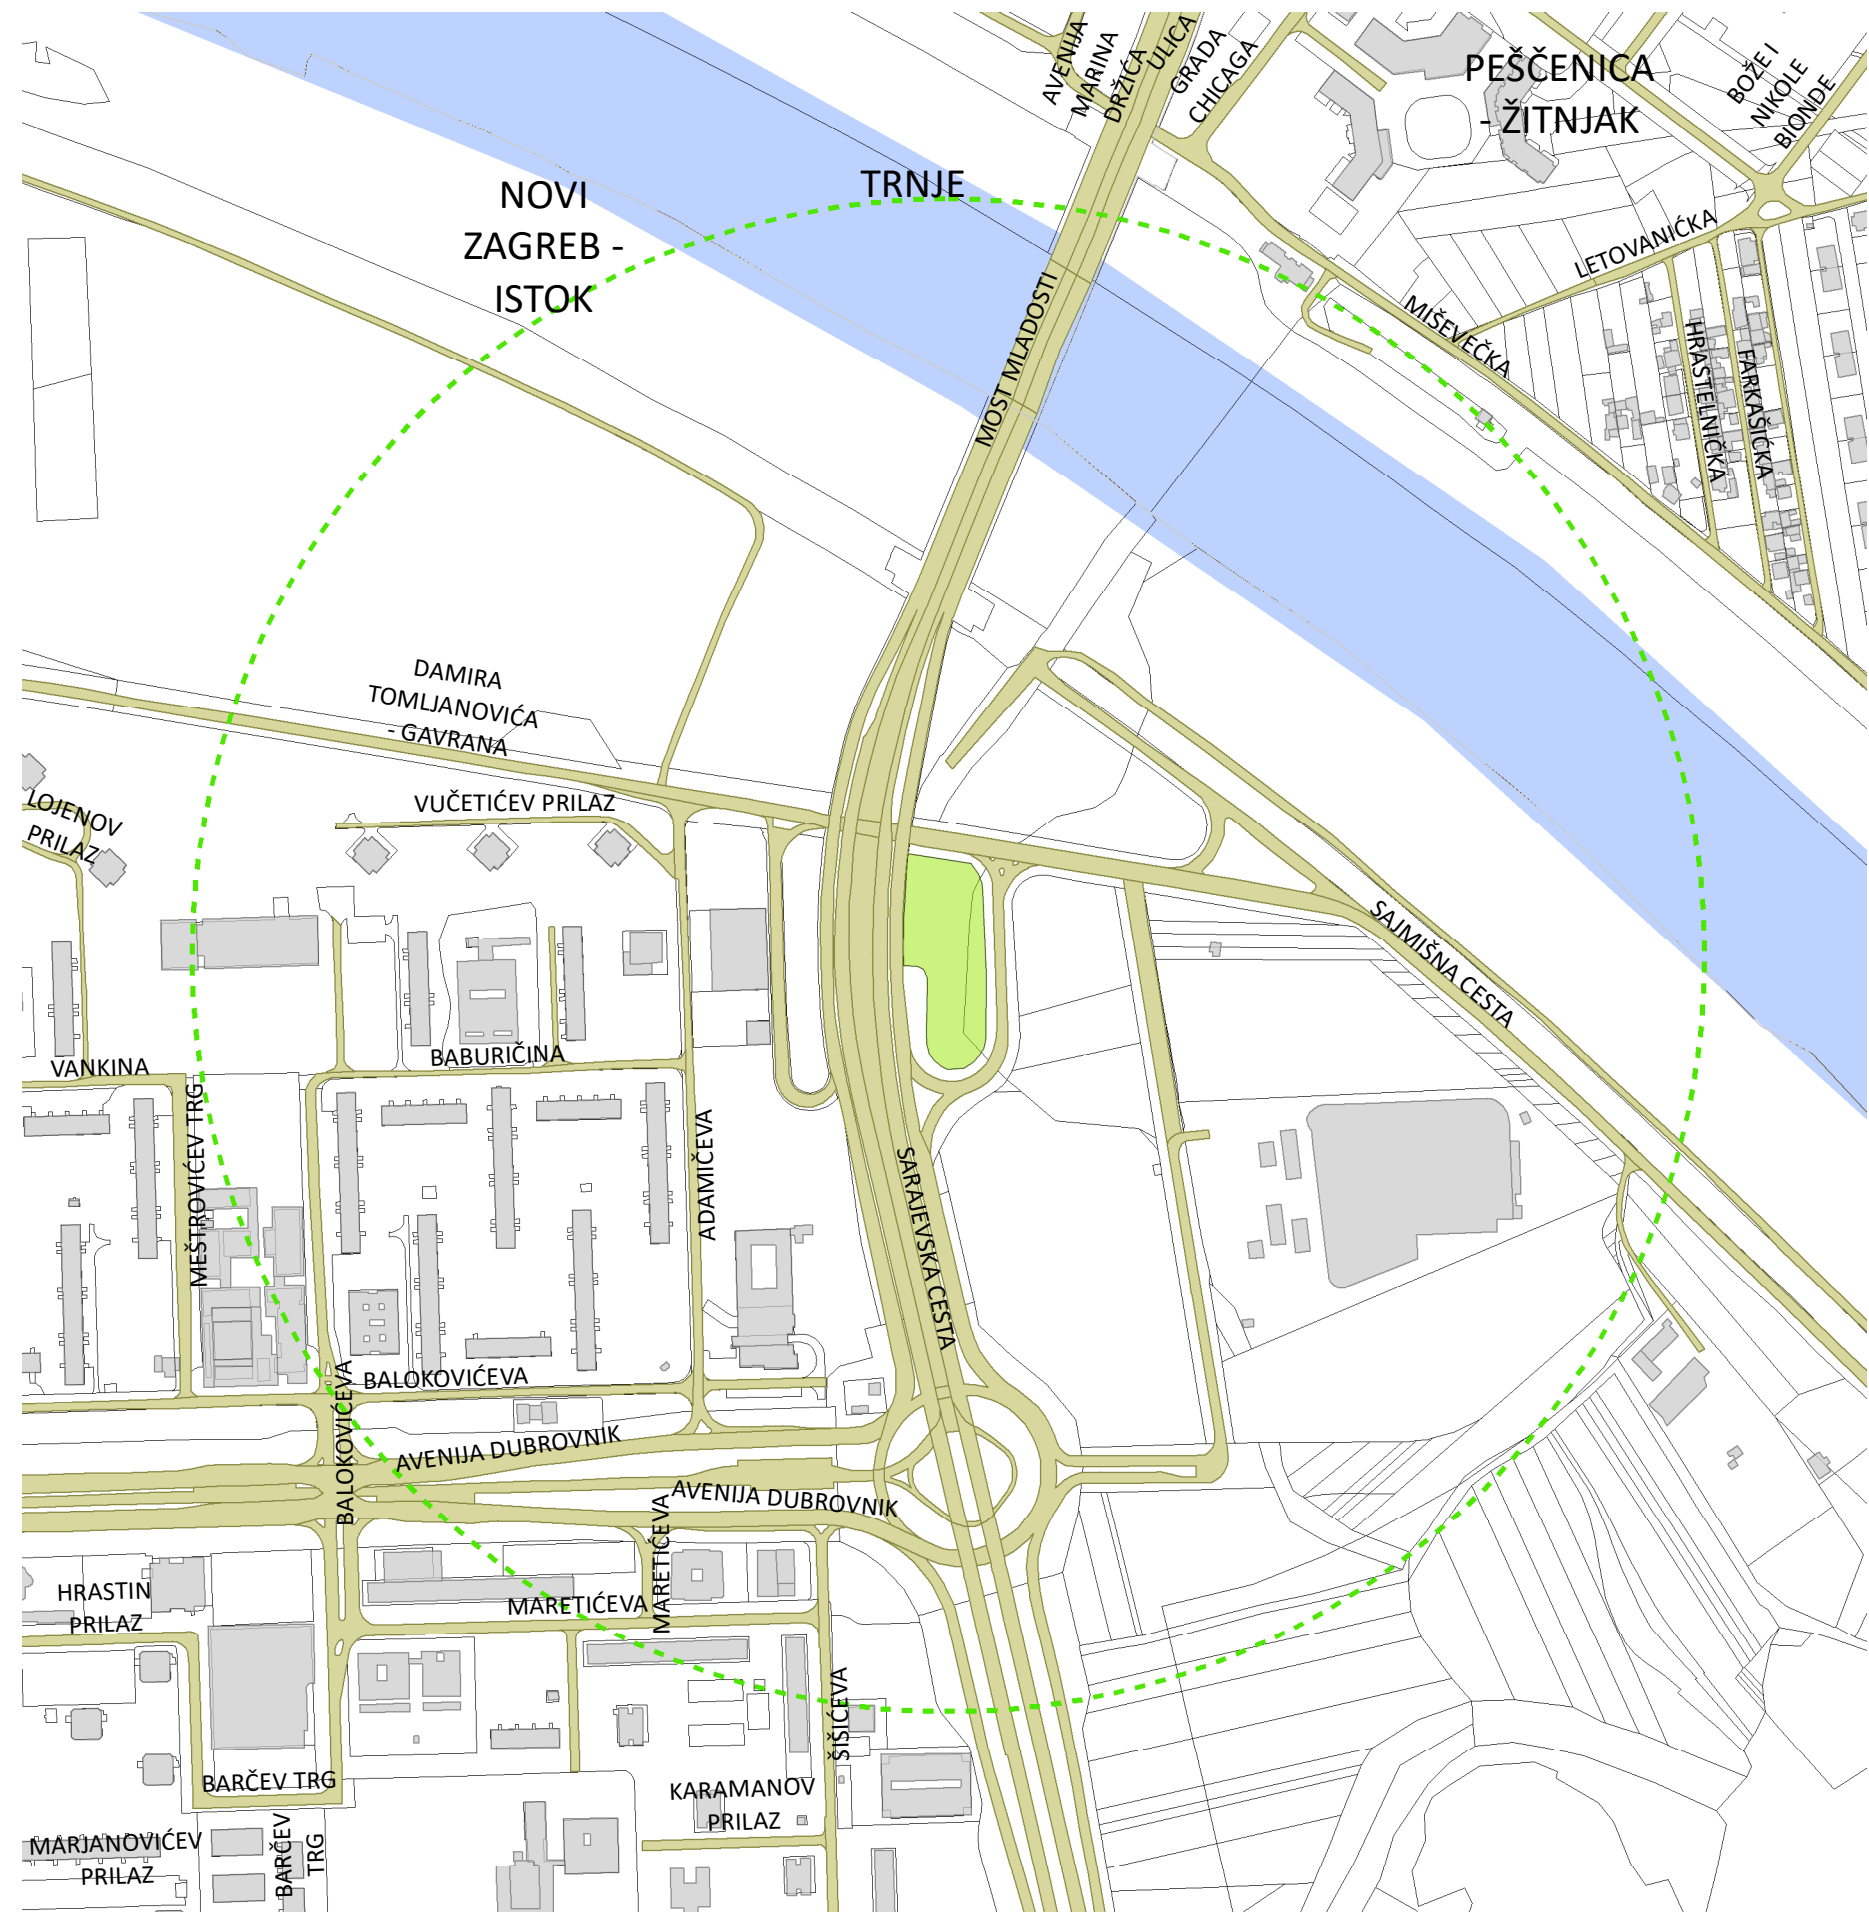 AVENIJA
MARINA
DRŽIĆA
ULICA
GRADA
CHICAGA
PEŠČENICA
- ŽITNJAK
BOŽE I
NIKOLE
BIONDE
NOVI
ZAGREB -
ISTOK
TRNJE
LETOVANIČKA
MOST MLADOSTI
MIŠEVEČKA
HRASTELNIČKA
FARKAŠIĆKA
DAMIRA
TOMLJANOVIĆA
- GAVRANA
LOJENOV
PRILAZ
VUČETIĆEV PRILAZ
SAJMIŠNA CESTA
VANKINA
BABURIČINA
MEŠTROVIĆEV TRG
ADAMIČEVA
SARAJEVSKA CESTA
BALOKOVIĆEVA
BALOKOVIĆEVA
AVENIJA DUBROVNIK
AVENIJA DUBROVNIK
MARETIĆEVA
HRASTIN
PRILAZ
MARETIĆEVA
ŠIŠIĆEVA
BARČEV TRG
KARAMANOV
PRILAZ
MARJANOVIĆEV
PRILAZ
BARČEV
TRG